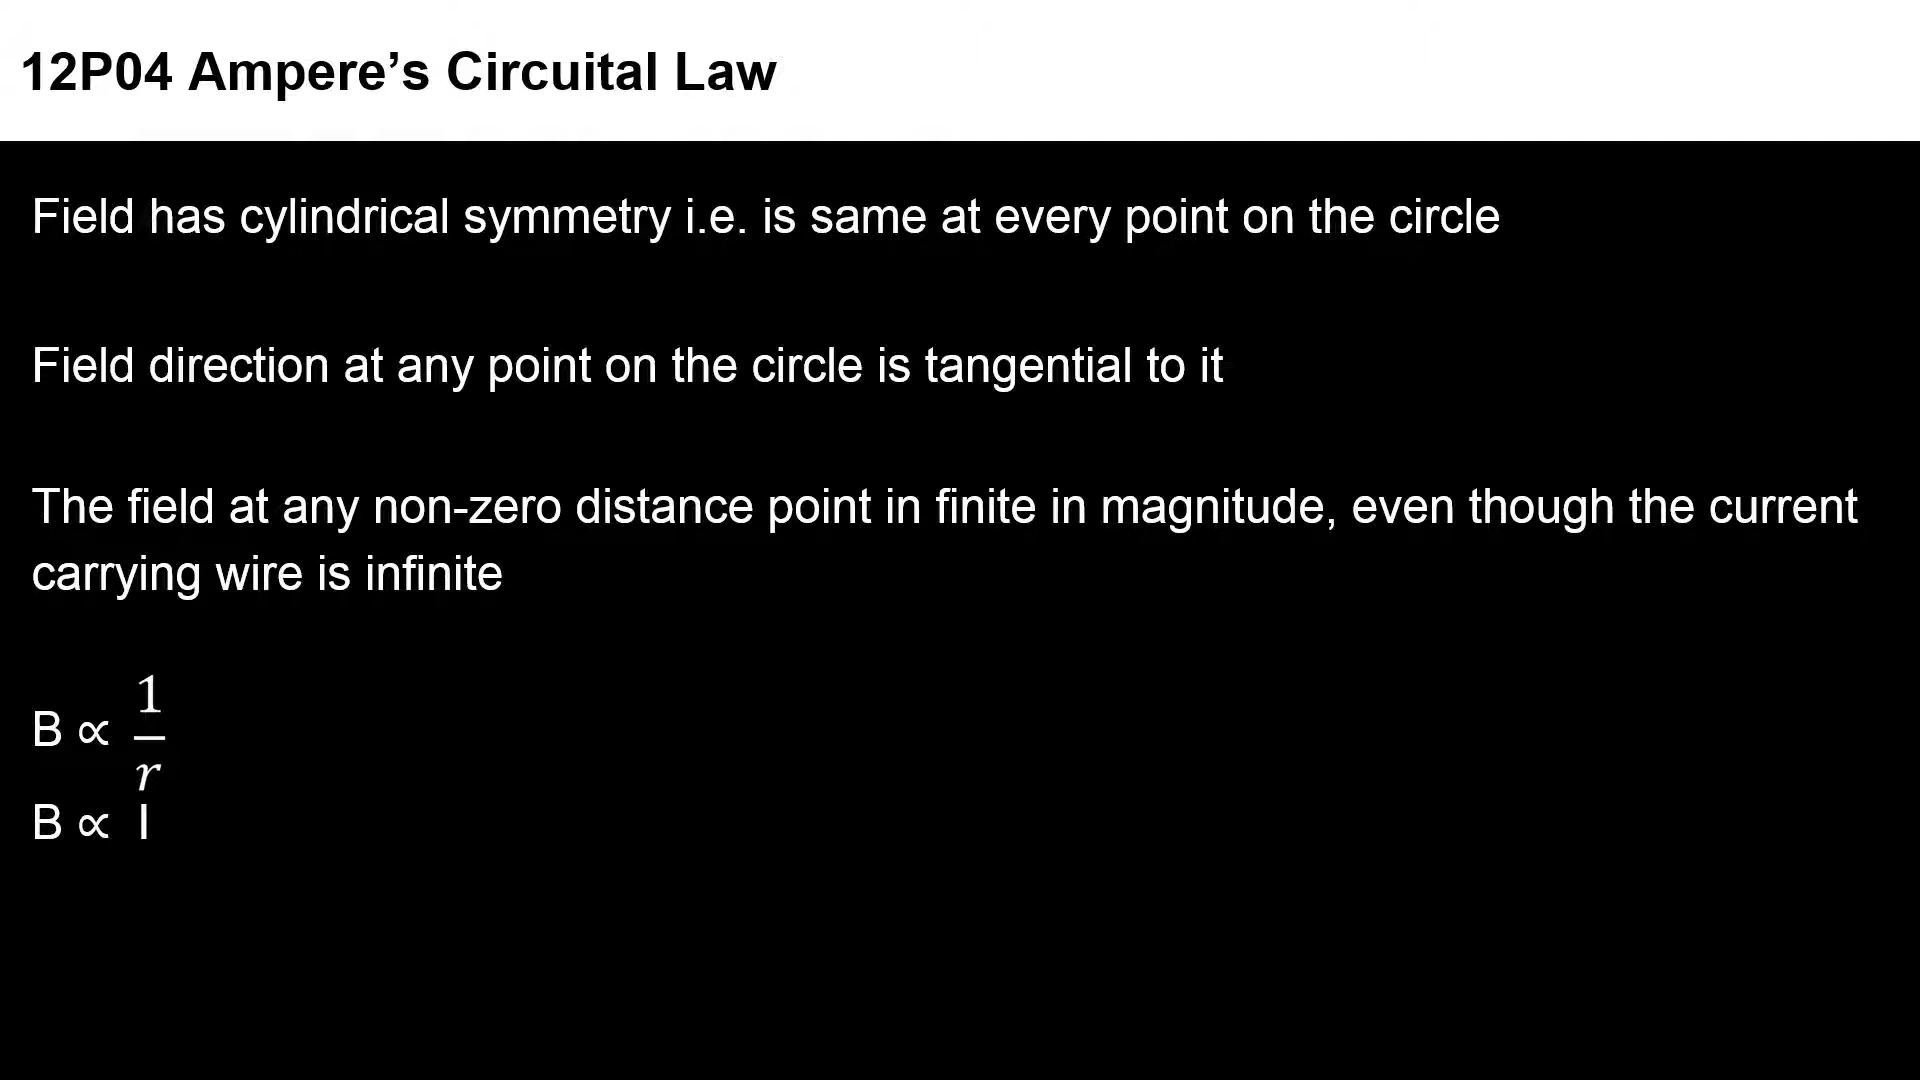 12P04 Ampere’s Circuital Law
Field has cylindrical symmetry i.e. is same at every point on the circle
Field direction at any point on the circle is tangential to it
The field at any non-zero distance point in finite in magnitude, even though the current
carrying wire is infinite
B ∝ 1/r
B ∝ I